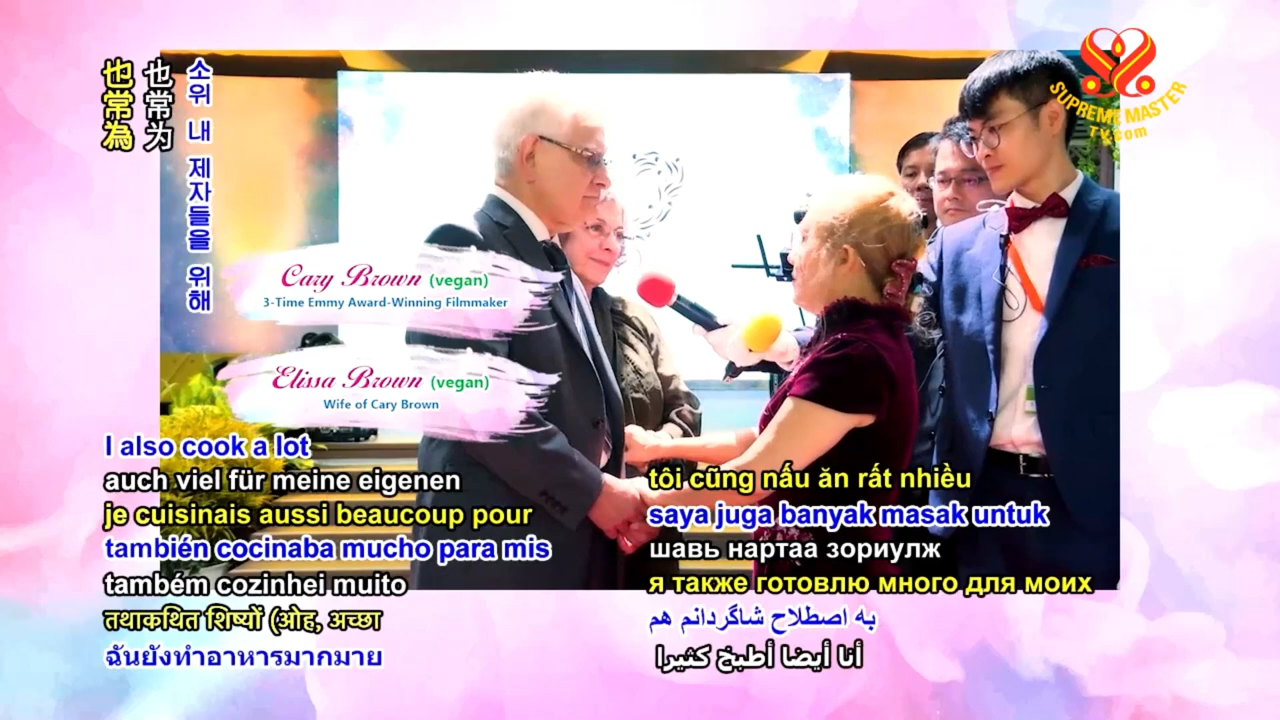 也常為
也常为
소위 내 제자들을 위해
SUPREME MASTER
TV.com
Cary Brown (vegan)
3-Time Emmy Award-Winning Filmmaker
Elissa Brown (vegan)
Wife of Cary Brown
I also cook a lot
auch viel für meine eigenen
je cuisinais aussi beaucoup pour
también cocinaba mucho para mis
também cozinhei muito
तथाकथित शिष्यों (ओह, अच्छा
ฉันยังทำอาหารมากมาย
tôi cũng nấu ăn rất nhiều
saya juga banyak masak untuk
шавь нартаа зориулж
я также готовлю много для моих
به اصطلاح شاگردانم هم
أنا أيضا أطبخ كثيرا